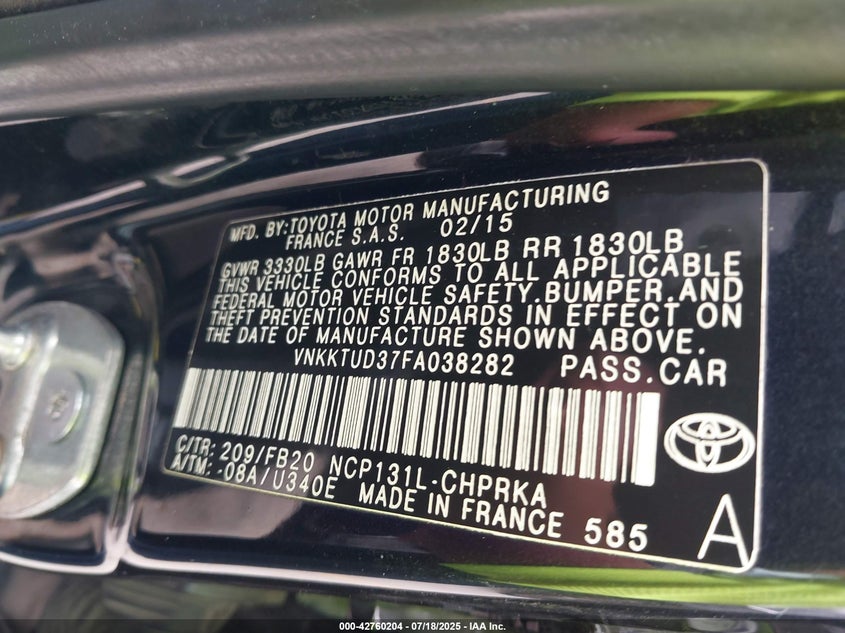 MFD. BY:TOYOTA MOTOR MANUFACTURING
FRANCE S.A.S. 02/15
GVWR 3330LB GAWR FR 1830LB RR 1830LB
THIS VEHICLE CONFORMS TO ALL APPLICABLE
FEDERAL MOTOR VEHICLE SAFETY.BUMPER.AND
THEFT PREVENTION STANDARDS IN EFFECT ON
THE DATE OF MANUFACTURE SHOWN ABOVE.
VNKKTUD37FA038282 PASS.CAR
C/TR: 209/FB20 NCP131L-CHPRKA
A/TM: -08A/U340E MADE IN FRANCE 585 A
000-42760204 - 07/18/2025 - IAA Inc.